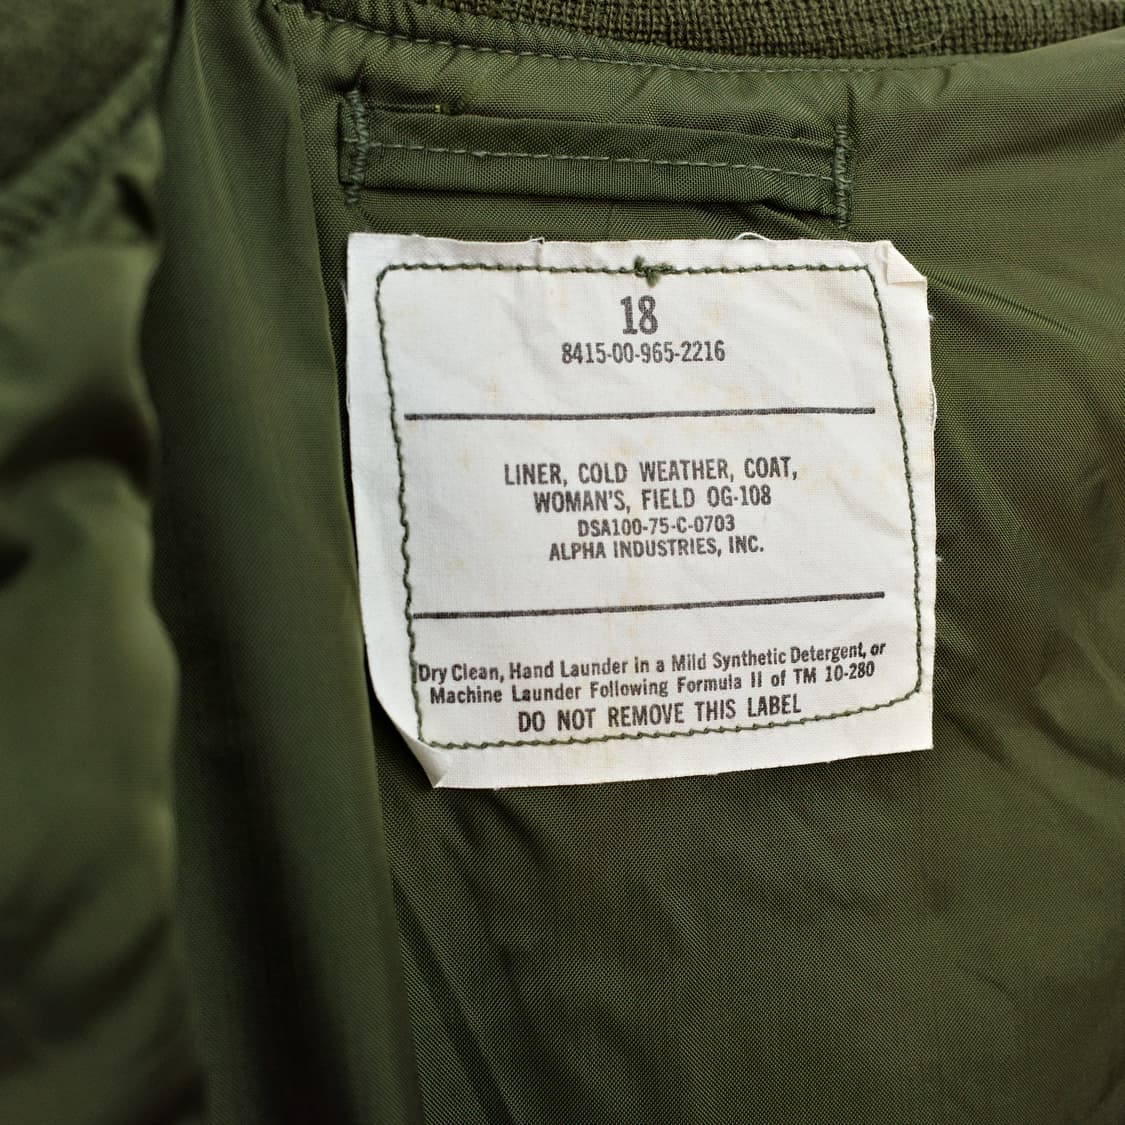 18
8415-00-965-2216
LINER, COLD WEATHER, COAT,
WOMAN'S, FIELD OG-108
DSA100-75-C-0703
ALPHA INDUSTRIES, INC.
Dry Clean, Hand Launder in a Mild Synthetic Detergent, or
Machine Launder Following Formula II of TM 10-280
DO NOT REMOVE THIS LABEL